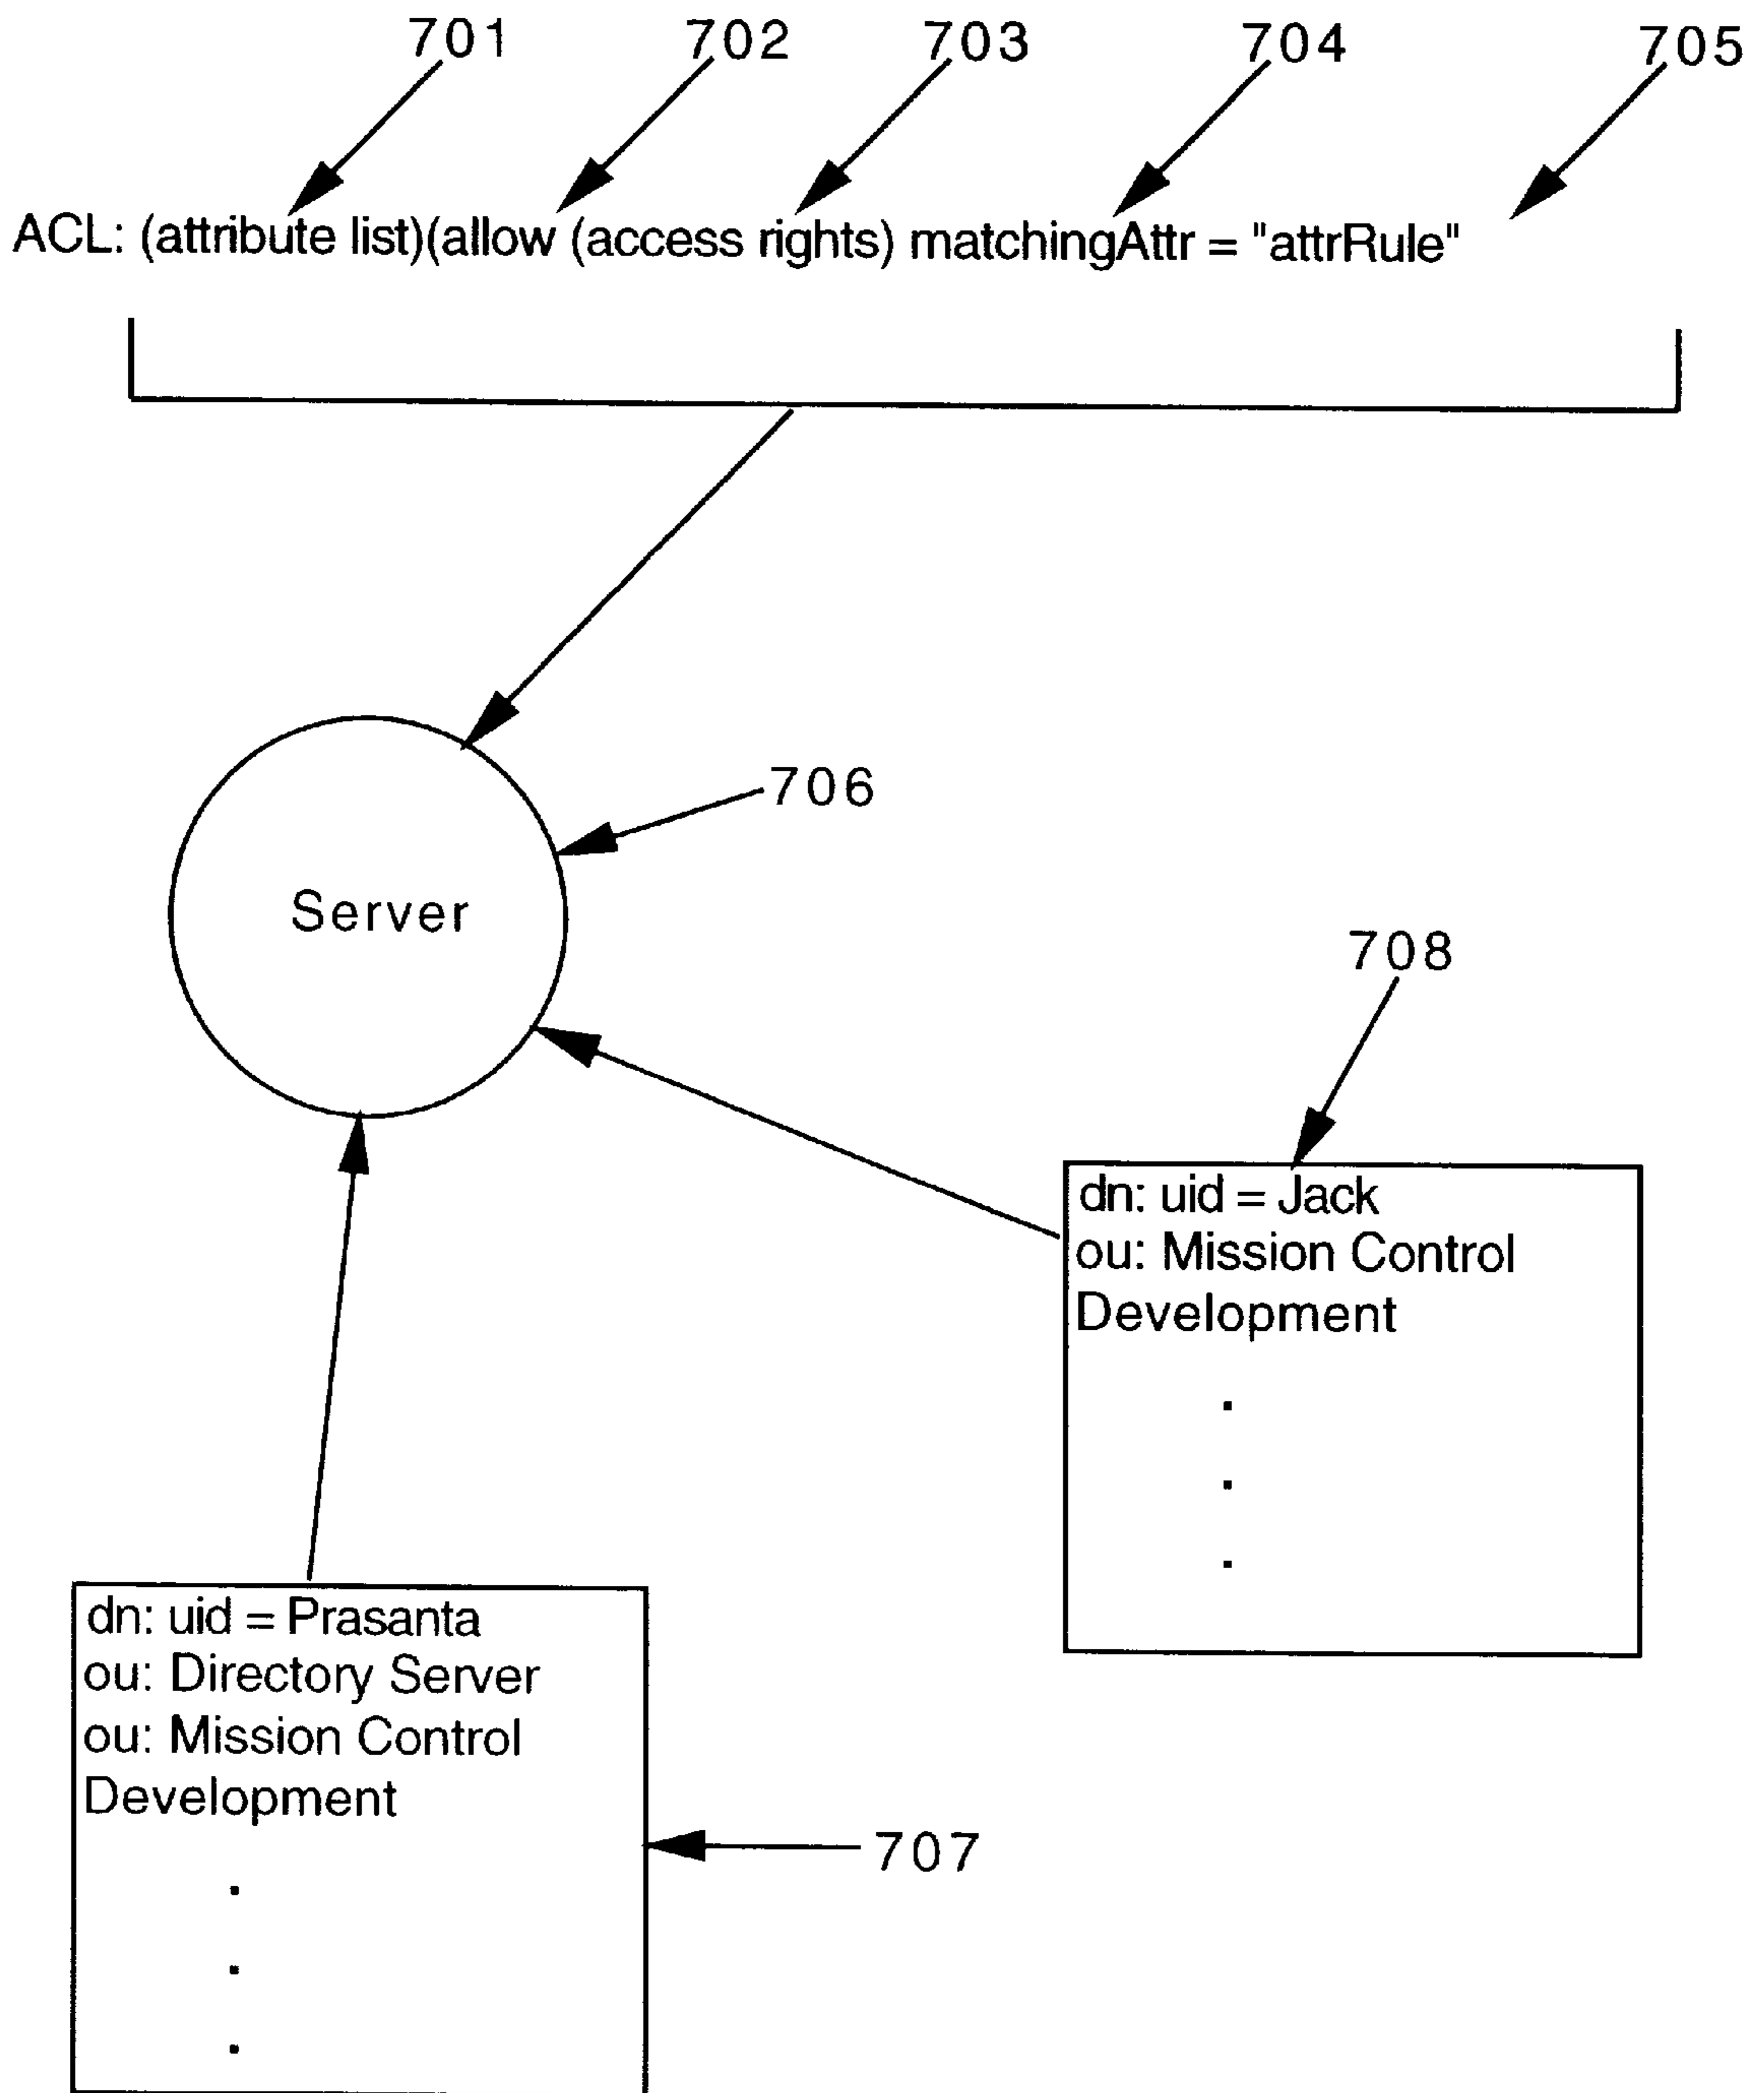 701 702 703 704 705
ACL: (attribute list)(allow (access rights) matchingAttr = "attrRule"
706
Server
708
dn: uid = Jack
ou: Mission Control
Development
.
.
.
dn: uid = Prasanta
ou: Directory Server
ou: Mission Control
Development
707
.
.
.